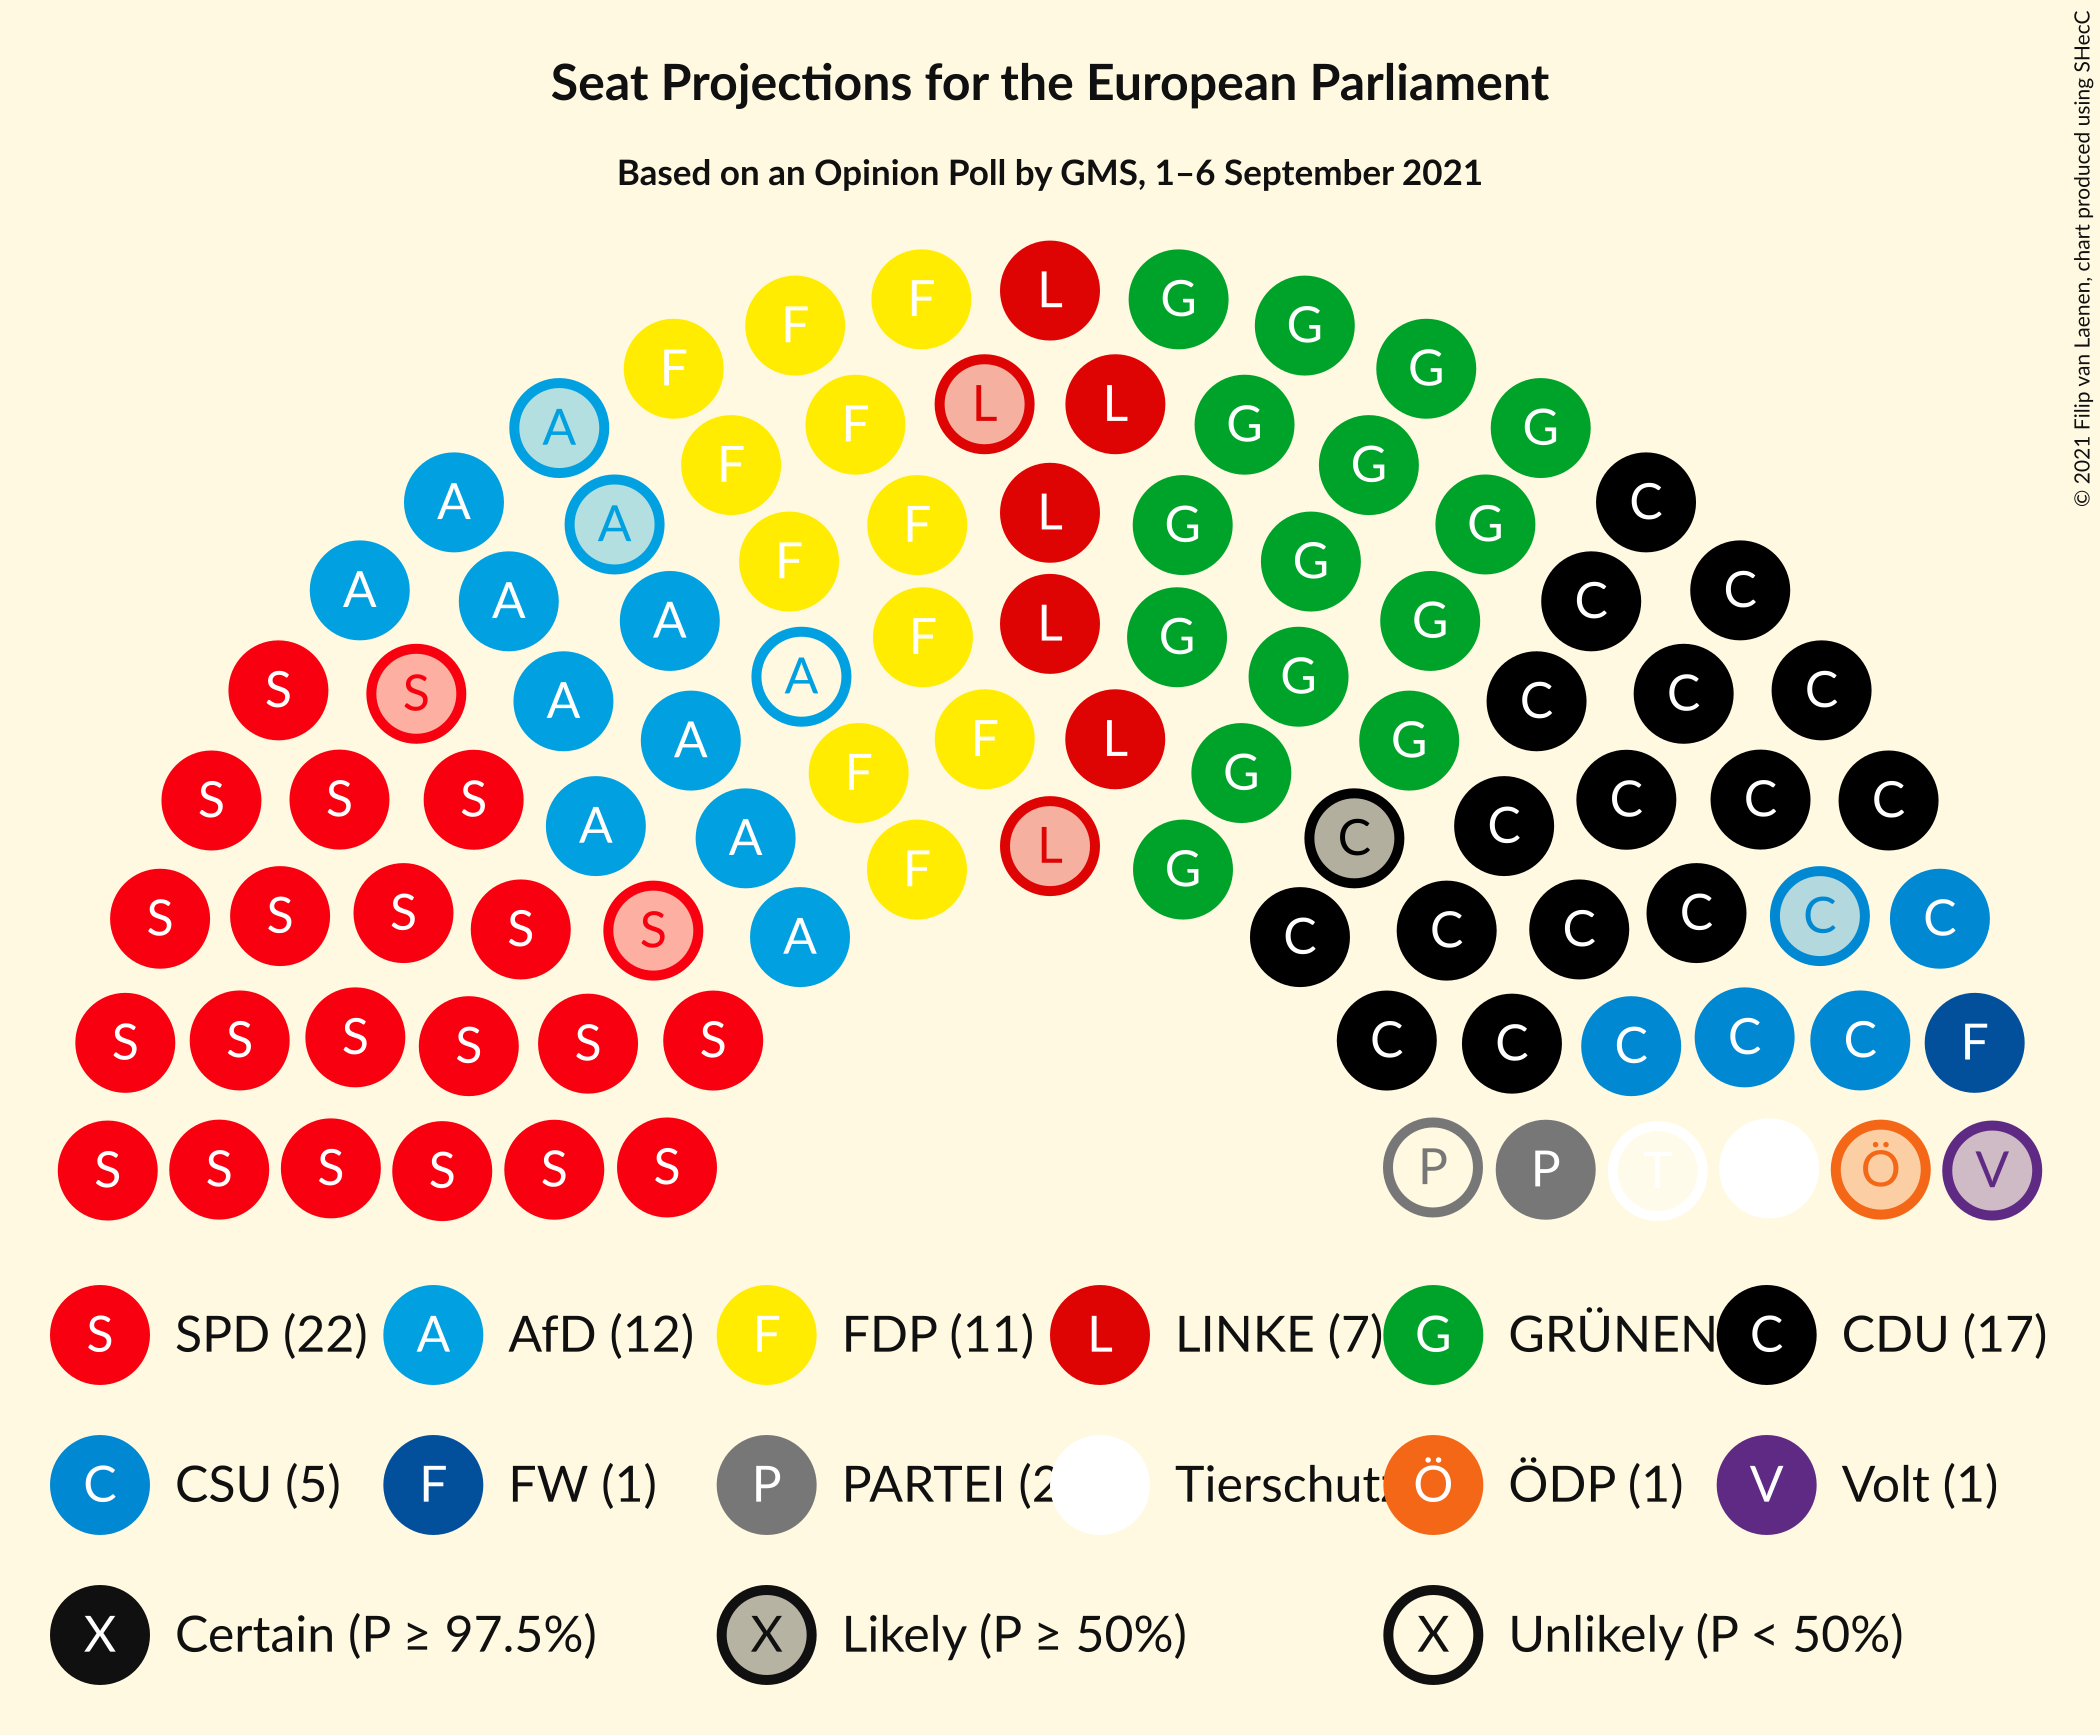 Seat Projections for the European Parliament
Based on an Opinion Poll by GMS, 1–6 September 2021
© 2021 Filip van Laenen, chart produced using SHecC
L
F G
F G
F G
L L
A G
F G
F G
A C
L
F G
A G
F G
A C
A C
L
A G
F G
A G
S C
S C
A C
F L
A G
F G
S C
S C
S C
A C
A C
L
F G
S C
S C
S C
S C
S C
A C
S S S S S S C C C C C F
S S S S S S P P T Ö V
S SPD (22) A AfD (12) F FDP (11) L LINKE (7) G GRÜNEN C CDU (17)
C CSU (5) F FW (1) P PARTEI (2 Tierschutz Ö ÖDP (1) V Volt (1)
X Certain (P ≥ 97.5%) X Likely (P ≥ 50%) X Unlikely (P < 50%)